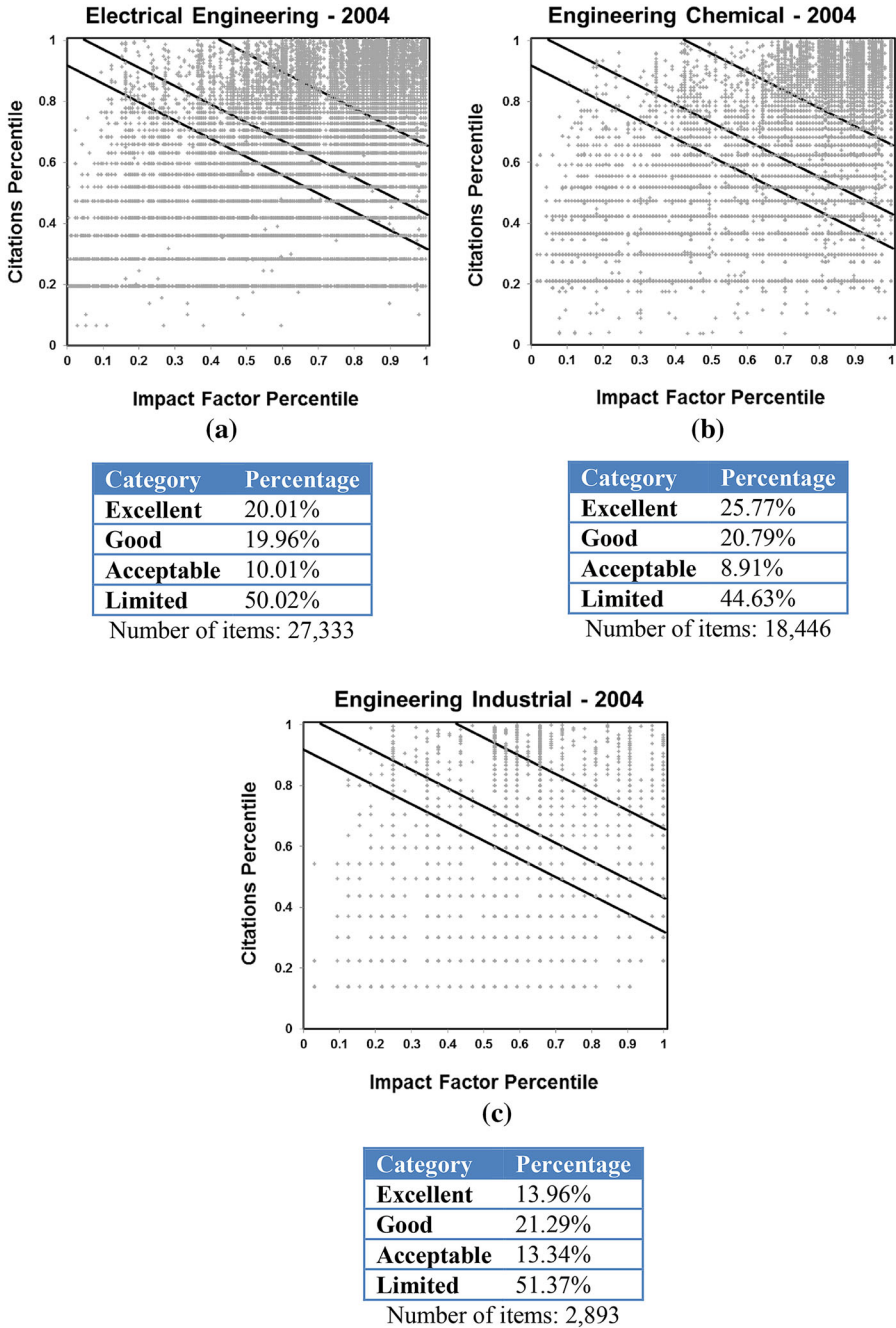 Electrical Engineering - 2004
Citations Percentile
1
0.8
0.6
0.4
0.2
0
0 0.1 0.2 0.3 0.4 0.5 0.6 0.7 0.8 0.9 1
Impact Factor Percentile
(a)
Category Percentage
Excellent 20.01%
Good 19.96%
Acceptable 10.01%
Limited 50.02%
Number of items: 27,333
Engineering Chemical - 2004
Citations Percentile
1
0.8
0.6
0.4
0.2
0
0 0.1 0.2 0.3 0.4 0.5 0.6 0.7 0.8 0.9 1
Impact Factor Percentile
(b)
Category Percentage
Excellent 25.77%
Good 20.79%
Acceptable 8.91%
Limited 44.63%
Number of items: 18,446
Engineering Industrial - 2004
Citations Percentile
1
0.8
0.6
0.4
0.2
0
0 0.1 0.2 0.3 0.4 0.5 0.6 0.7 0.8 0.9 1
Impact Factor Percentile
(c)
Category Percentage
Excellent 13.96%
Good 21.29%
Acceptable 13.34%
Limited 51.37%
Number of items: 2,893